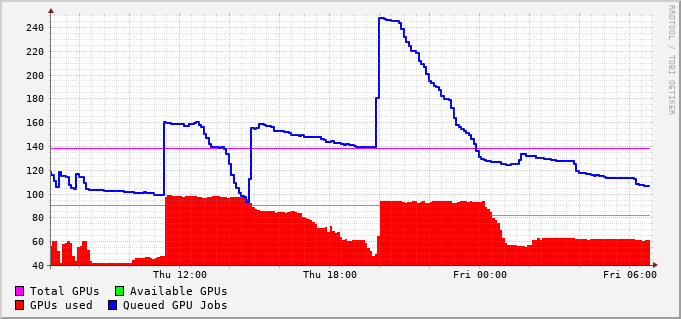 RRDTOOL / TOBI OETIKER
240
220
200
180
160
140
120
100
80
60
40
Thu 12:00 Thu 18:00 Fri 00:00 Fri 06:00
Total GPUs Available GPUs
GPUs used Queued GPU Jobs